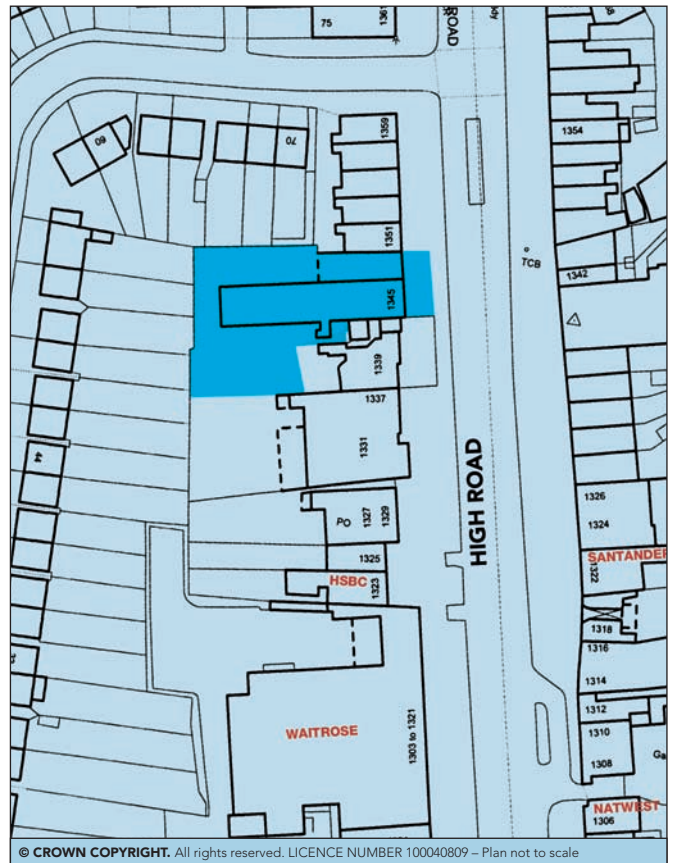 75
1361
ROAD
60
70
1359
1354
1351
TCB
1342
1345
1339
1337
1331
44
HIGH ROAD
1326
PO
1327
1329
1324
SANTANDER
1325
1322
HSBC
1323
1318
1316
1314
WAITROSE
1303 to 1321
1312
1310
1308
NATWEST
1306
© CROWN COPYRIGHT. All rights reserved. LICENCE NUMBER 100040809 – Plan not to scale